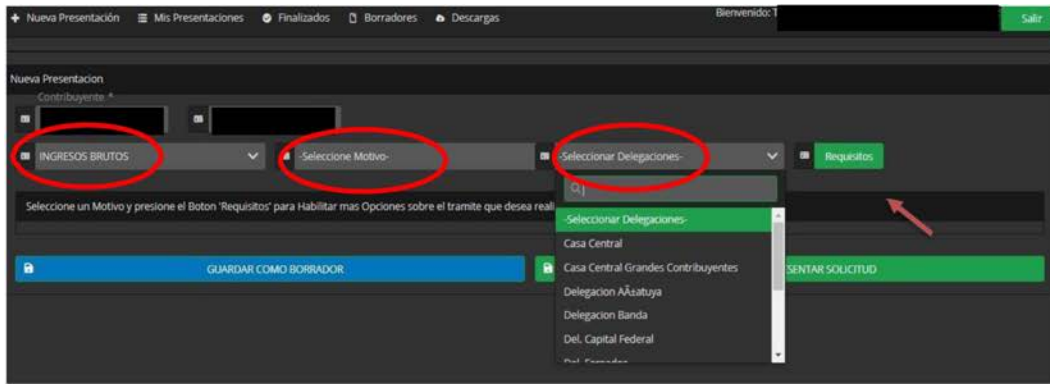 Nueva Presentación Mis Presentaciones Finalizados Borradores Descargas Bienvenido: T Salir
Nueva Presentacion
Contribuyente *
INGRESOS BRUTOS -Seleccione Motivo- -Seleccionar Delegaciones- Requisitos
Seleccione un Motivo y presione el Boton 'Requisitos' para Habilitar mas Opciones sobre el tramite que desea reali
-Seleccionar Delegaciones-
Casa Central
GUARDAR COMO BORRADOR Casa Central Grandes Contribuyentes SENTAR SOLICITUD
Delegacion AÃ±atuya
Delegacion Banda
Del. Capital Federal